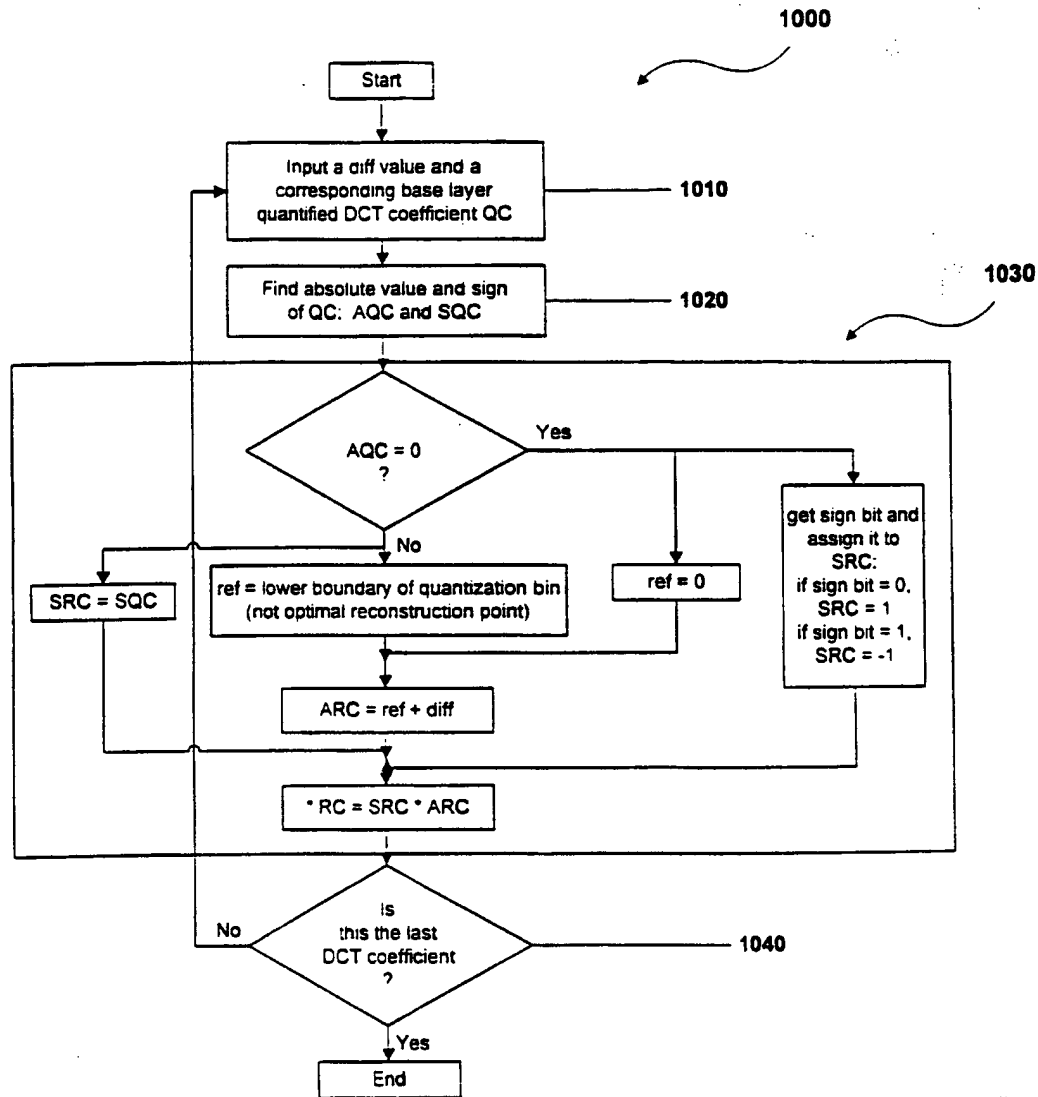 1000
Start
Input a diff value and a
corresponding base layer
quantified DCT coefficient QC
1010
Find absolute value and sign
of QC: AQC and SQC
1020
1030
AQC = 0
?
Yes
No
SRC = SQC
ref = lower boundary of quantization bin
(not optimal reconstruction point)
ref = 0
get sign bit and
assign it to
SRC:
if sign bit = 0,
SRC = 1
if sign bit = 1,
SRC = -1
ARC = ref + diff
* RC = SRC * ARC
Is
this the last
DCT coefficient
?
No
1040
Yes
End